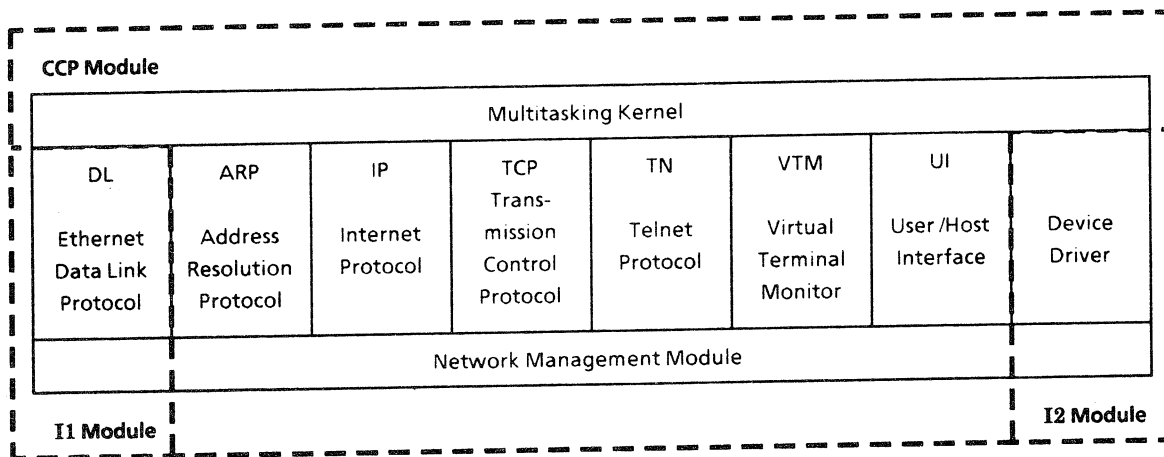 CCP Module
Multitasking Kernel
DL
Ethernet
Data Link
Protocol
ARP
Address
Resolution
Protocol
IP
Internet
Protocol
TCP
Trans-
mission
Control
Protocol
TN
Telnet
Protocol
VTM
Virtual
Terminal
Monitor
UI
User/Host
Interface
Device
Driver
Network Management Module
I1 Module
I2 Module